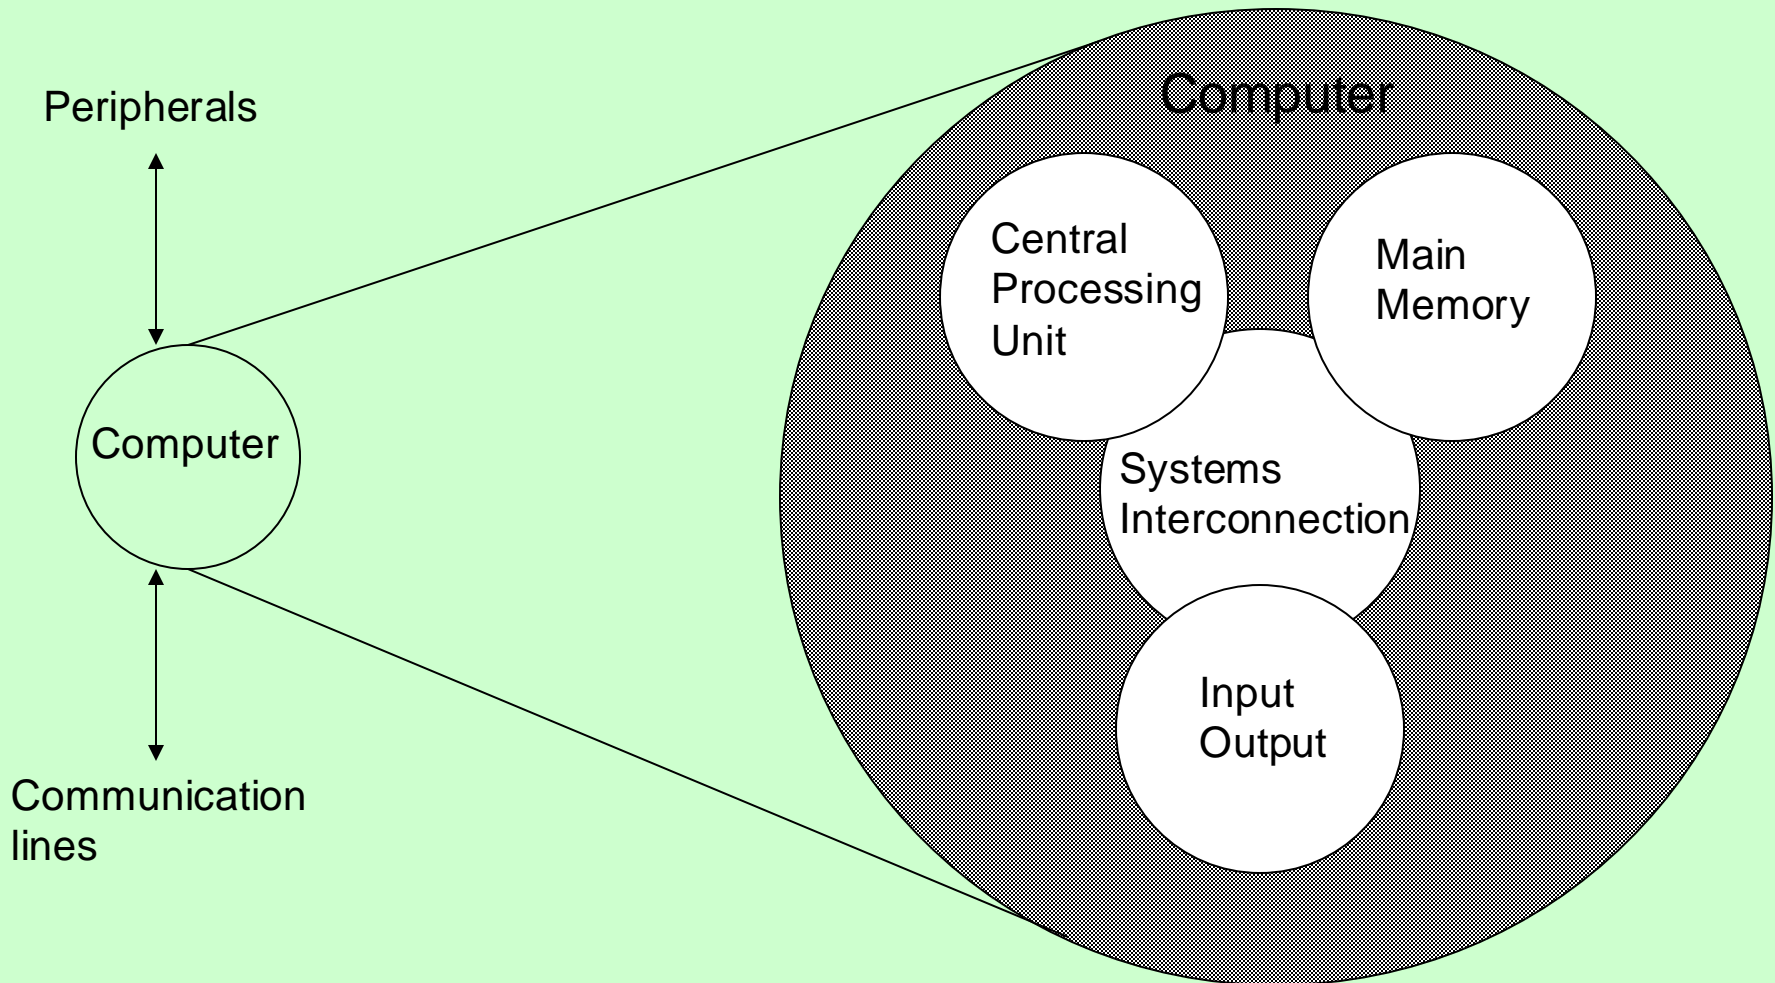 Peripherals
Computer
Communication
lines
Computer
Central
Processing
Unit
Main
Memory
Systems
Interconnection
Input
Output